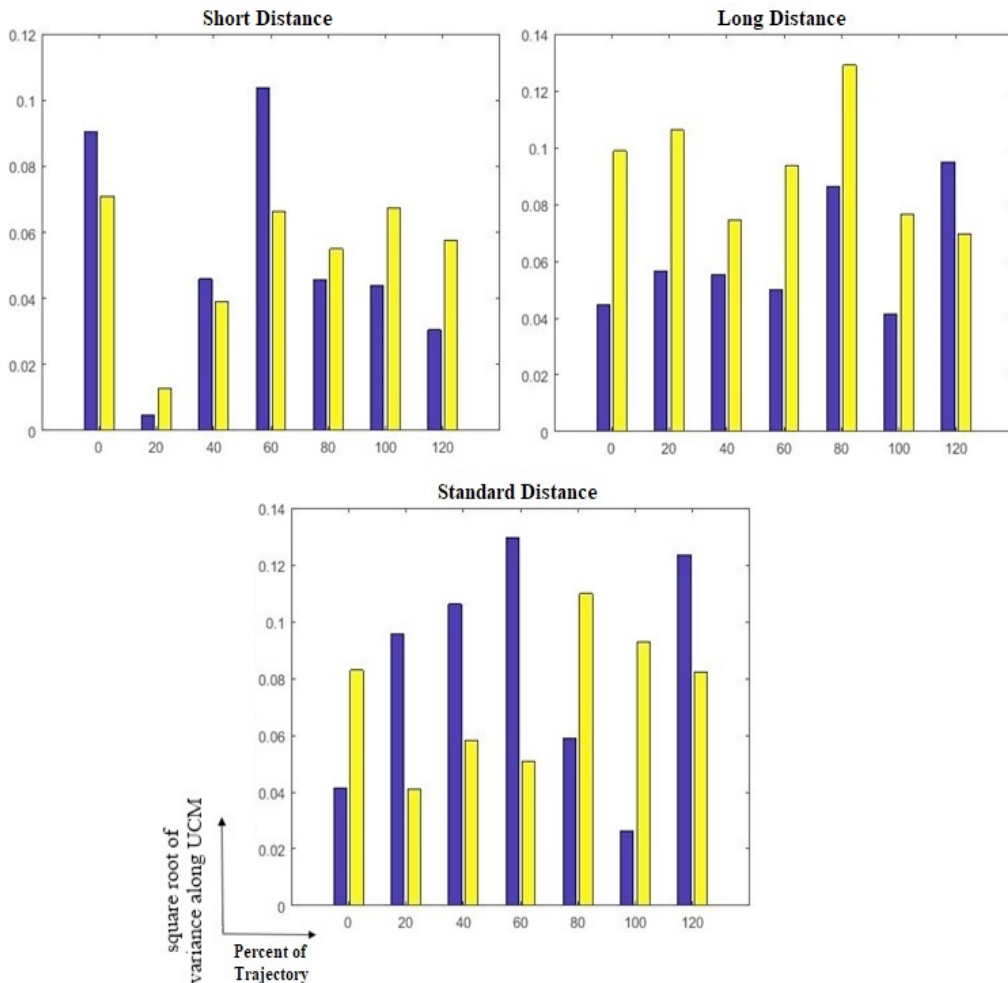 Short Distance
0.12
0.1
0.08
0.06
0.04
0.02
0
0 20 40 60 80 100 120
Long Distance
0.14
0.12
0.1
0.08
0.06
0.04
0.02
0
0 20 40 60 80 100 120
Standard Distance
0.14
0.12
0.1
0.08
0.06
0.04
0.02
0
0 20 40 60 80 100 120
square root of
variance along UCM
Percent of
Trajectory